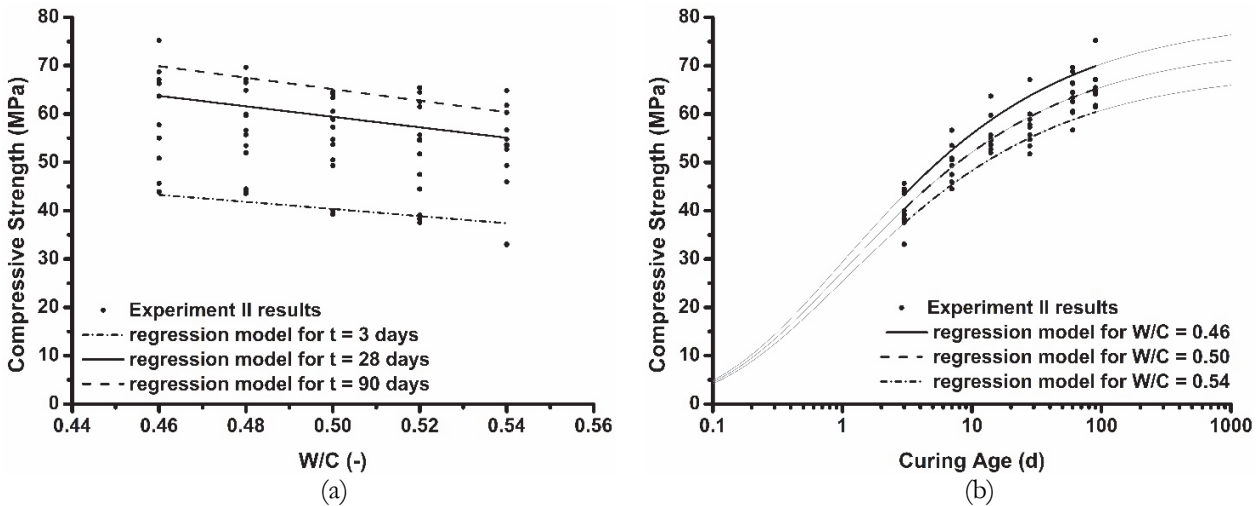 80
70
60
50
40
30
20
10
0
Compressive Strength (MPa)
Experiment II results
regression model for t = 3 days
regression model for t = 28 days
regression model for t = 90 days
0.44 0.46 0.48 0.50 0.52 0.54 0.56
W/C (-)
(a)
80
70
60
50
40
30
20
10
0
Compressive Strength (MPa)
Experiment II results
regression model for W/C = 0.46
regression model for W/C = 0.50
regression model for W/C = 0.54
0.1 1 10 100 1000
Curing Age (d)
(b)